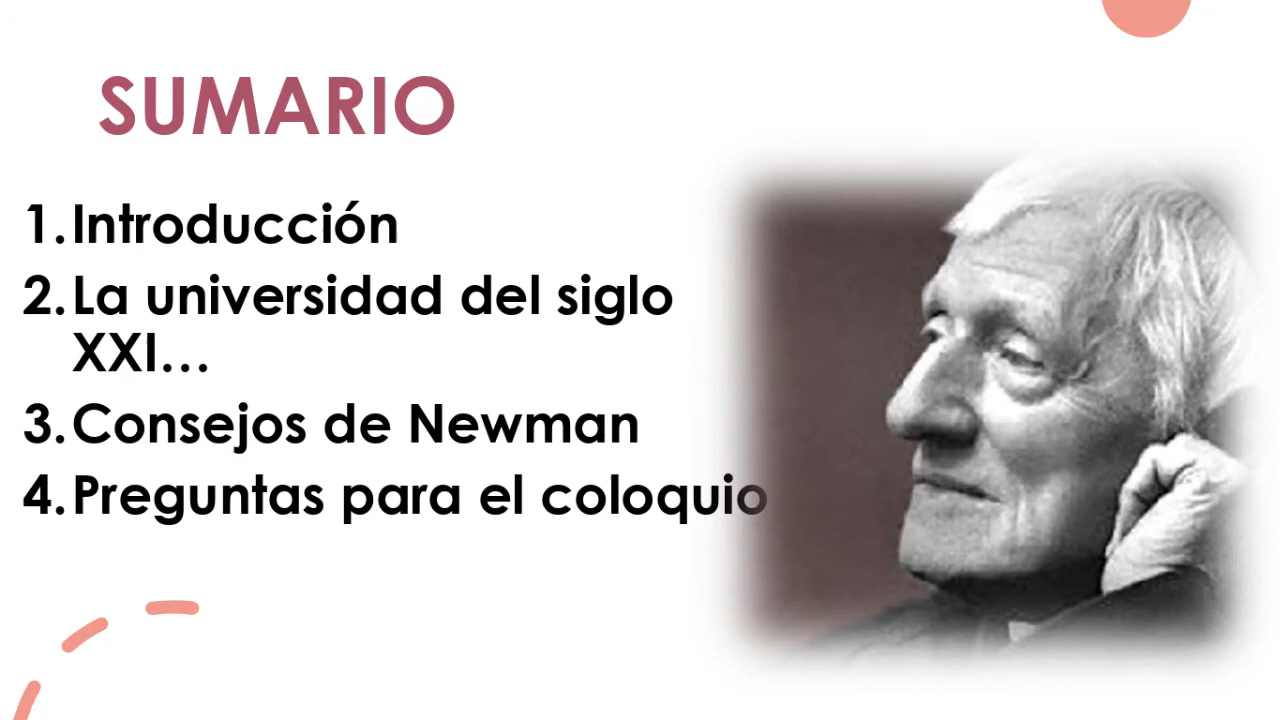 SUMARIO
1. Introducción
2. La universidad del siglo
XXI...
3. Consejos de Newman
4. Preguntas para el coloquio